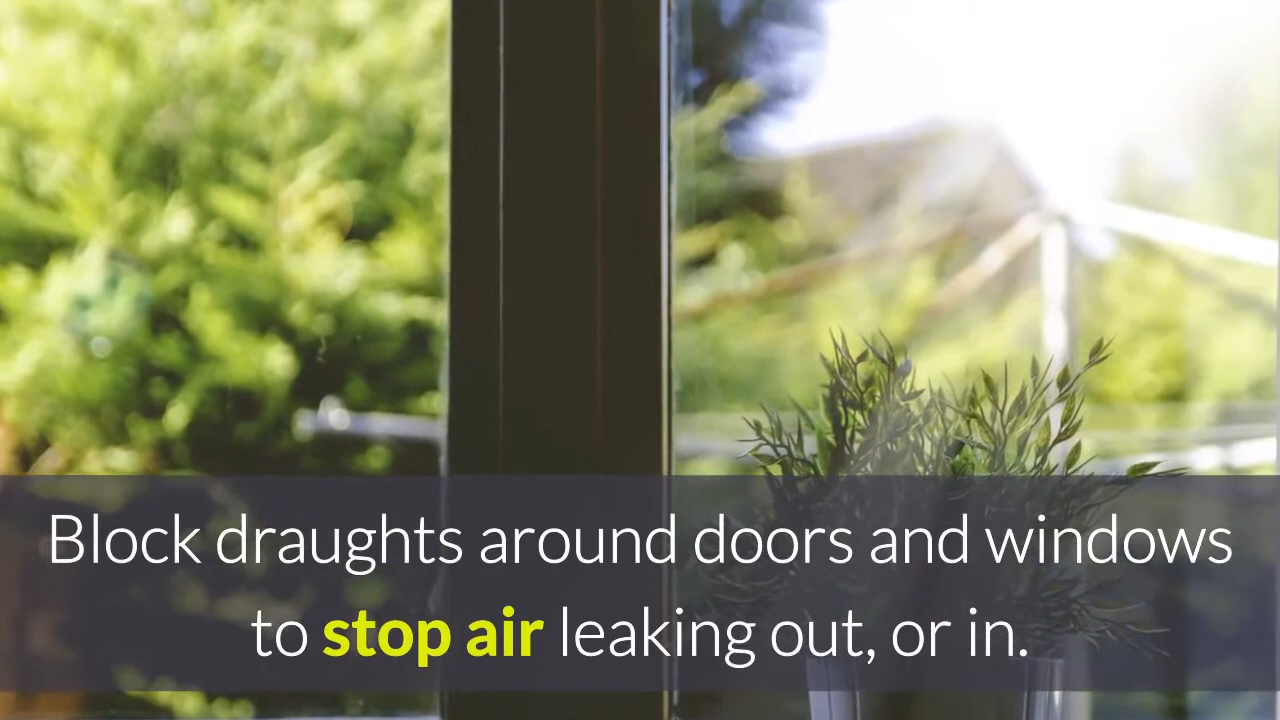 Block draughts around doors and windows
to stop air leaking out, or in.